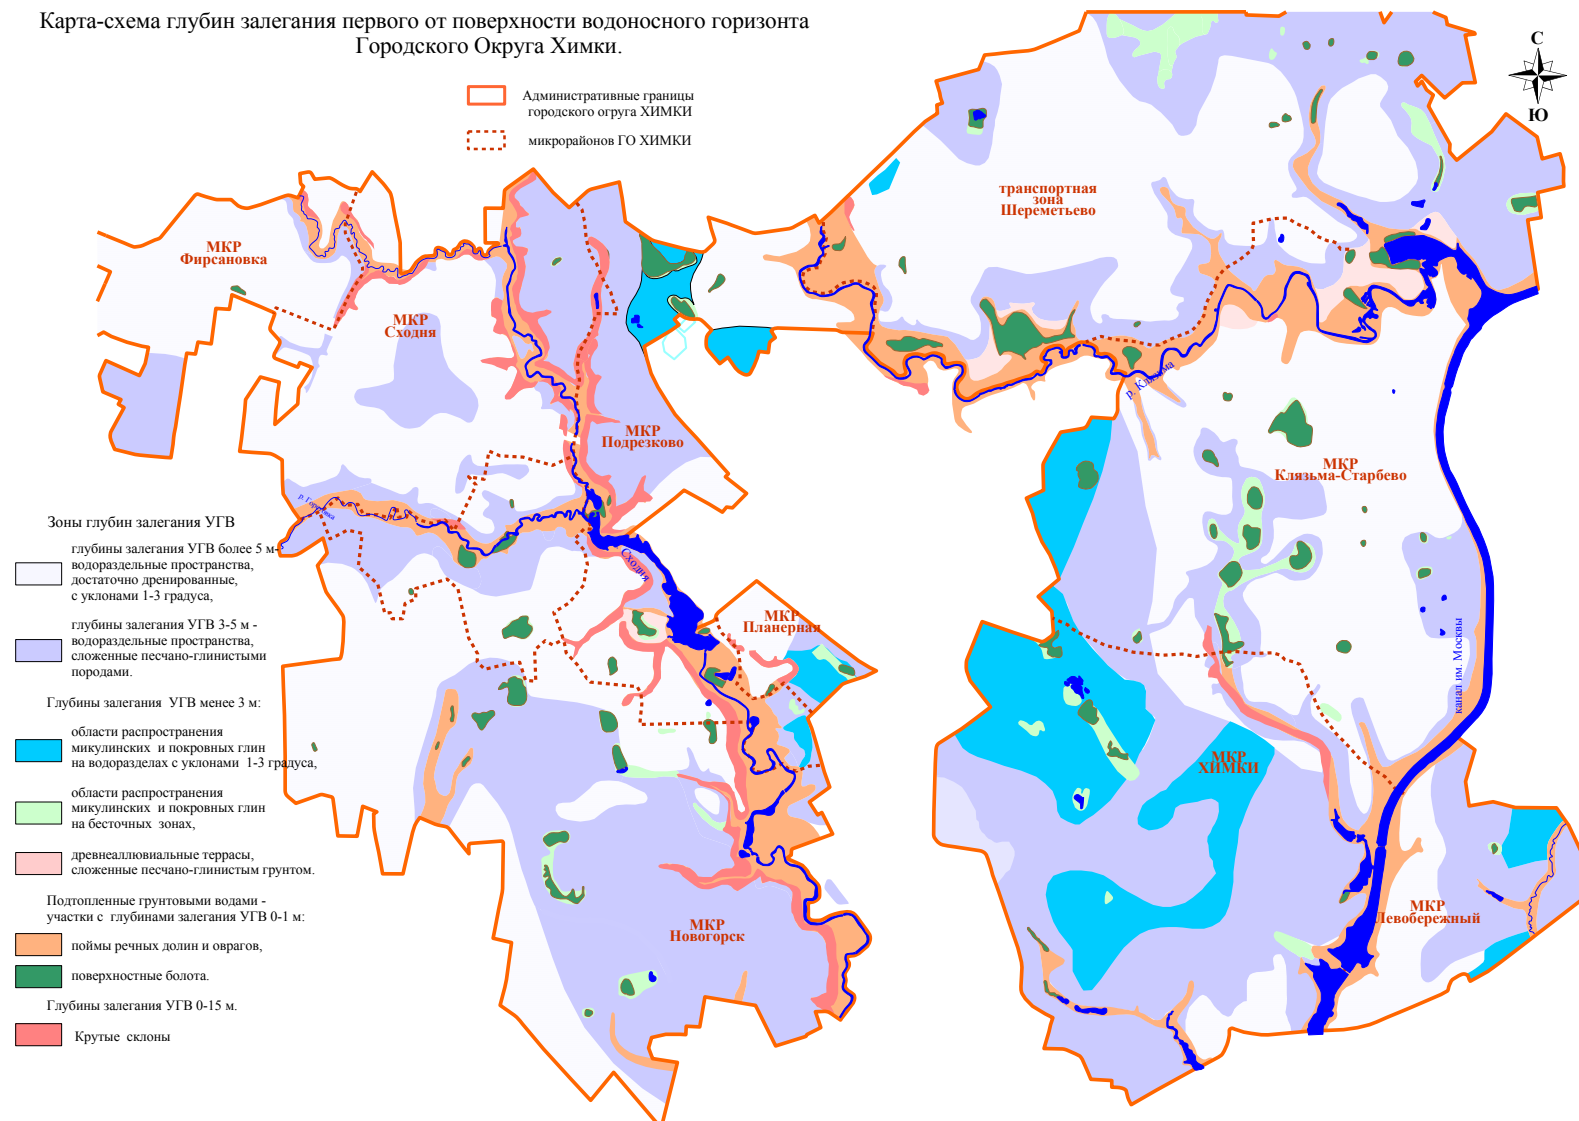 Карта-схема глубин залегания первого от поверхности водоносного горизонта
Городского Округа Химки.
Административные границы
городского огруга ХИМКИ
микрорайонов ГО ХИМКИ
С
Ю
транспортная
зона
Шереметьево
МКР
Фирсановка
МКР
Сходня
МКР
Подрезково
р. Клязьма
МКР
Клязьма-Старбево
р. Горетовка
Сходня
МКР
Планерная
канал им. Москвы
МКР
ХИМКИ
МКР
Левобережный
МКР
Новогорск
Зоны глубин залегания УГВ
глубины залегания УГВ более 5 м-
водораздельные пространства,
достаточно дренированные,
с уклонами 1-3 градуса,
глубины залегания УГВ 3-5 м -
водораздельные пространства,
сложенные песчано-глинистыми
породами.
Глубины залегания УГВ менее 3 м:
области распространения
микулинских и покровных глин
на водоразделах с уклонами 1-3 градуса,
области распространения
микулинских и покровных глин
на бесточных зонах,
древнеаллювиальные террасы,
сложенные песчано-глинистым грунтом.
Подтопленные грунтовыми водами -
участки с глубинами залегания УГВ 0-1 м:
поймы речных долин и оврагов,
поверхностные болота.
Глубины залегания УГВ 0-15 м.
Крутые склоны